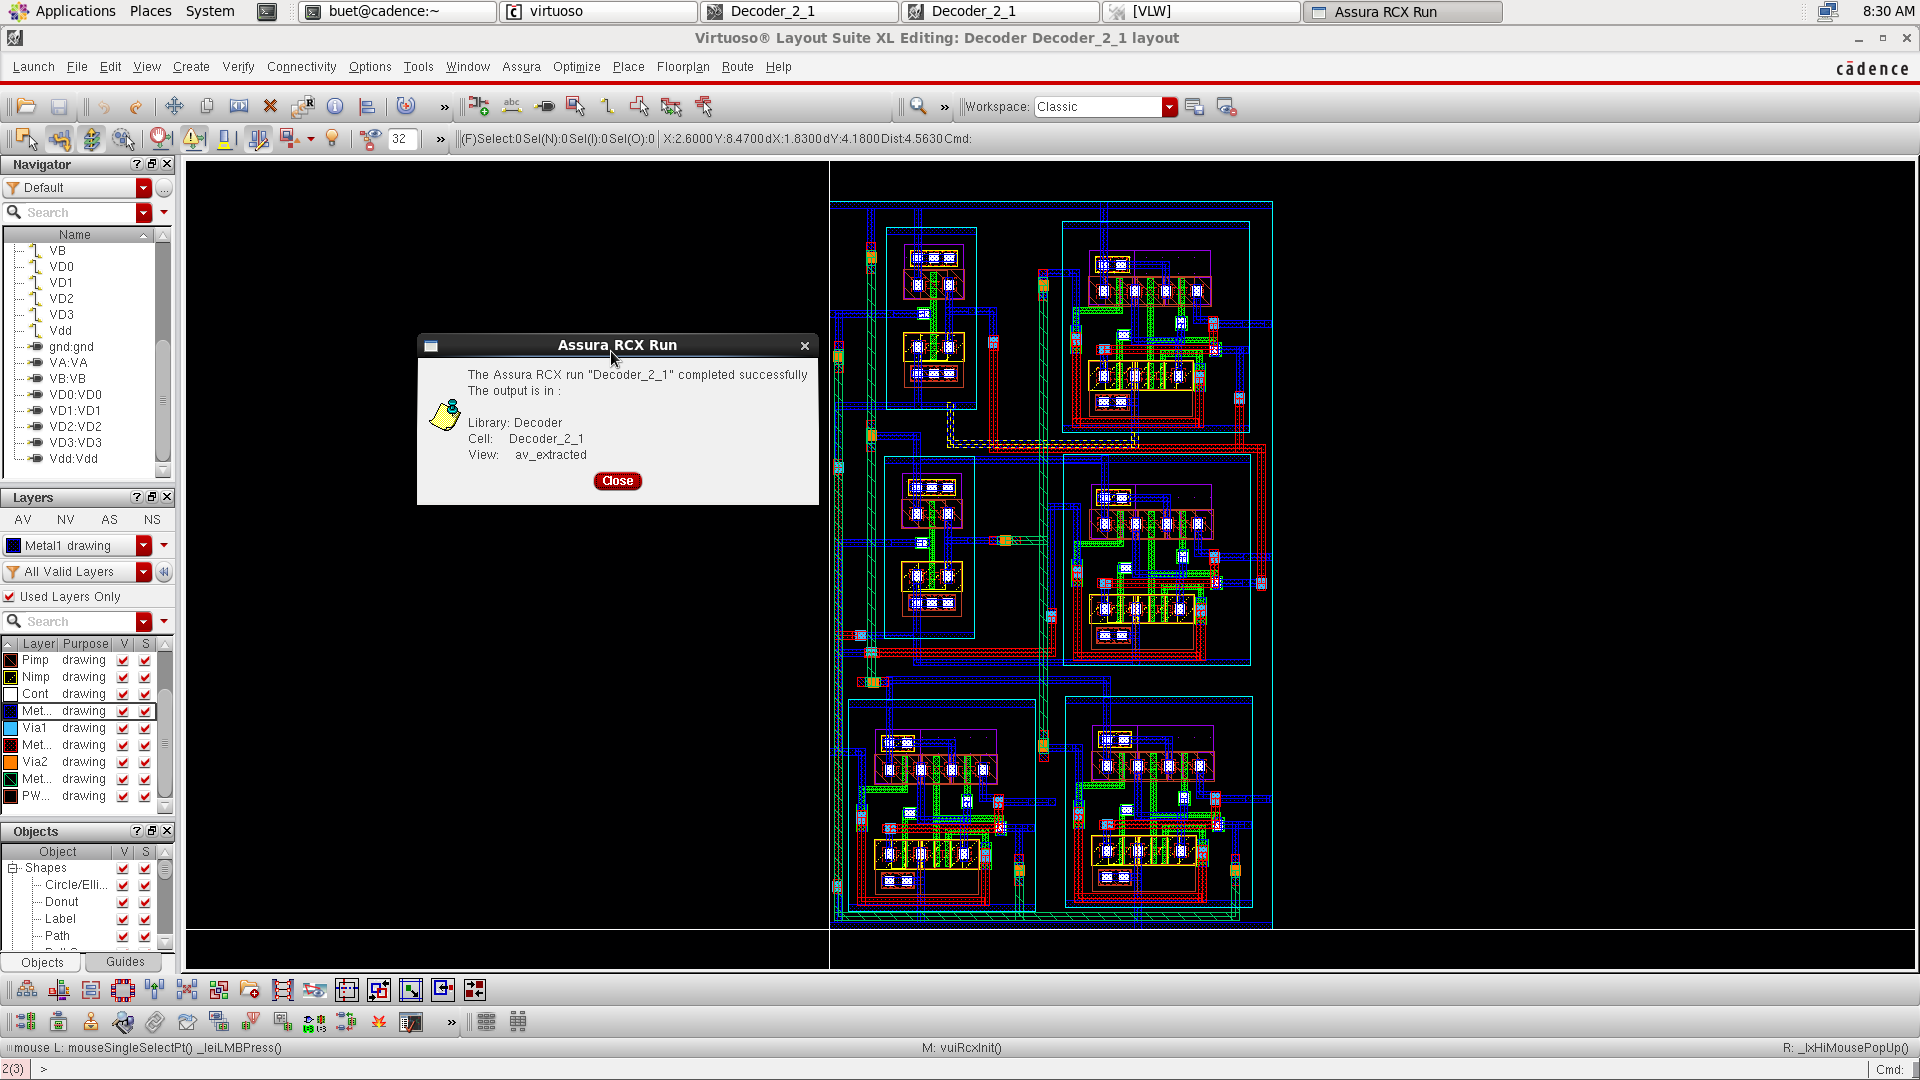 Applications Places System buet@cadence:~ virtuoso Decoder_2_1 Decoder_2_1 [VLW] Assura RCX Run 8:30 AM
Virtuoso® Layout Suite XL Editing: Decoder Decoder_2_1 layout
Launch File Edit View Create Verify Connectivity Options Tools Window Assura Optimize Place Floorplan Route Help cādence
abc » » Workspace: Classic
32 » (F)Select:0 Sel(N):0 Sel(I):0 Sel(O):0 X:2.6000 Y:8.4700 dX:1.8300 dY:4.1800 Dist:4.5630 Cmd:
Navigator
Default
Search
Name
VB
VD0
VD1
VD2
VD3
Vdd
gnd:gnd
VA:VA
VB:VB
VD0:VD0
VD1:VD1
VD2:VD2
VD3:VD3
Vdd:Vdd
Assura RCX Run
The Assura RCX run "Decoder_2_1" completed successfully
The output is in :
Library: Decoder
Cell: Decoder_2_1
View: av_extracted
Close
Layers
AV NV AS NS
Metal1 drawing
All Valid Layers
Used Layers Only
Search
Layer Purpose V S
Pimp drawing
Nimp drawing
Cont drawing
Met... drawing
Via1 drawing
Met... drawing
Via2 drawing
Met... drawing
PW... drawing
Objects
Object V S
Shapes
Circle/Elli...
Donut
Label
Path
Objects Guides
»
mouse L: mouseSingleSelectPt() _leiLMBPress() M: vuiRcxInit() R: _lxHiMousePopUp()
2(3) > Cmd: